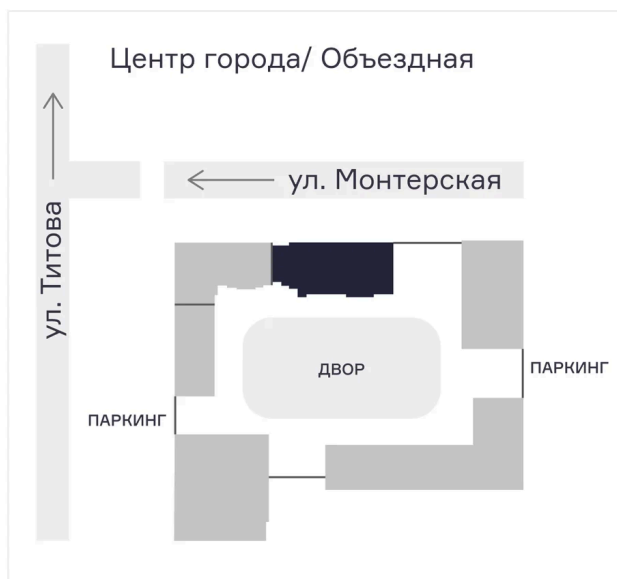 Центр города/ Объездная
ул. Монтерская
ул. Титова
ДВОР
ПАРКИНГ
ПАРКИНГ